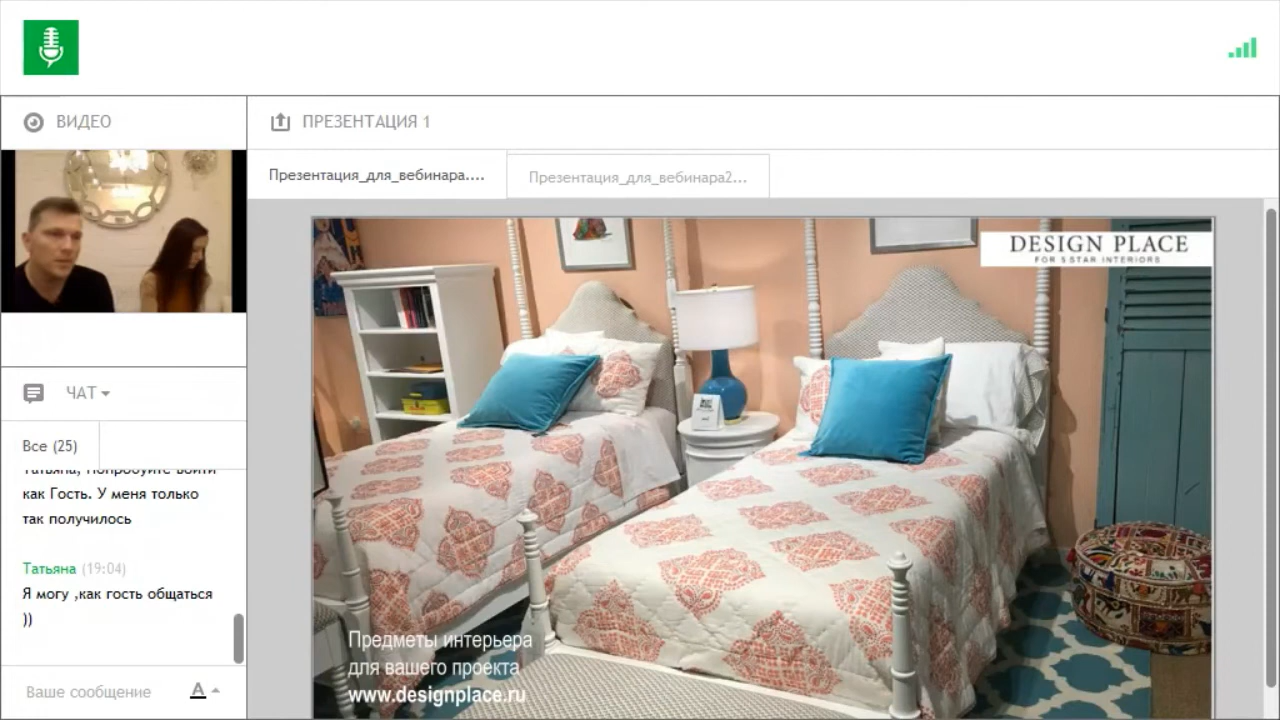 ВИДЕО
ПРЕЗЕНТАЦИЯ 1
Презентация_для_вебинара....
Презентация_для_вебинара2...
DESIGN PLACE
FOR 5 STAR INTERIORS
ЧАТ
Все (25)
Татьяна, Попробуйте войти
как Гость. У меня только
так получилось
Татьяна (19:04)
Я могу ,как гость общаться
))
Ваше сообщение
A
Предметы интерьера
для вашего проекта
www.designplace.ru